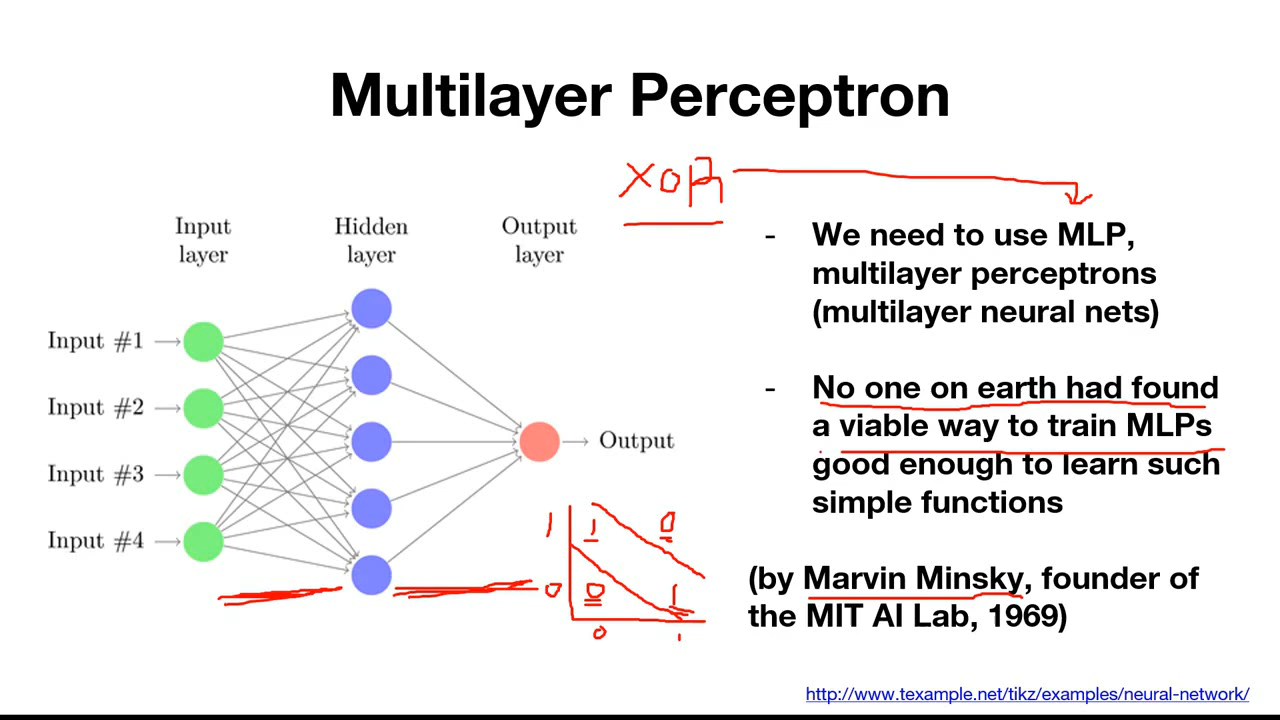 Multilayer Perceptron
XOR
Input
layer
Hidden
layer
Output
layer
Input #1
Input #2
Input #3
Input #4
Output
- We need to use MLP,
multilayer perceptrons
(multilayer neural nets)
- No one on earth had found
a viable way to train MLPs
good enough to learn such
simple functions
1 1 0
0 0 1
0 1
(by Marvin Minsky, founder of
the MIT AI Lab, 1969)
http://www.texample.net/tikz/examples/neural-network/